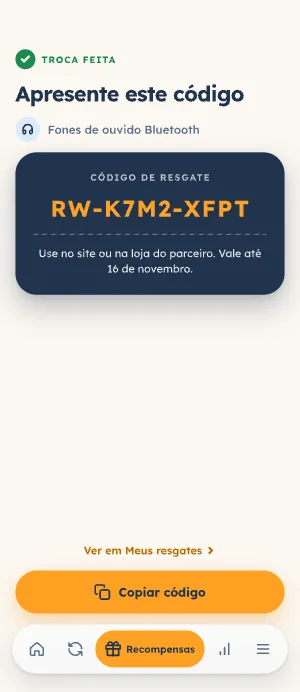 TROCA FEITA
Apresente este código
Fones de ouvido Bluetooth
CÓDIGO DE RESGATE
RW-K7M2-XFPT
Use no site ou na loja do parceiro. Vale até
16 de novembro.
Ver em Meus resgates
Copiar código
Recompensas